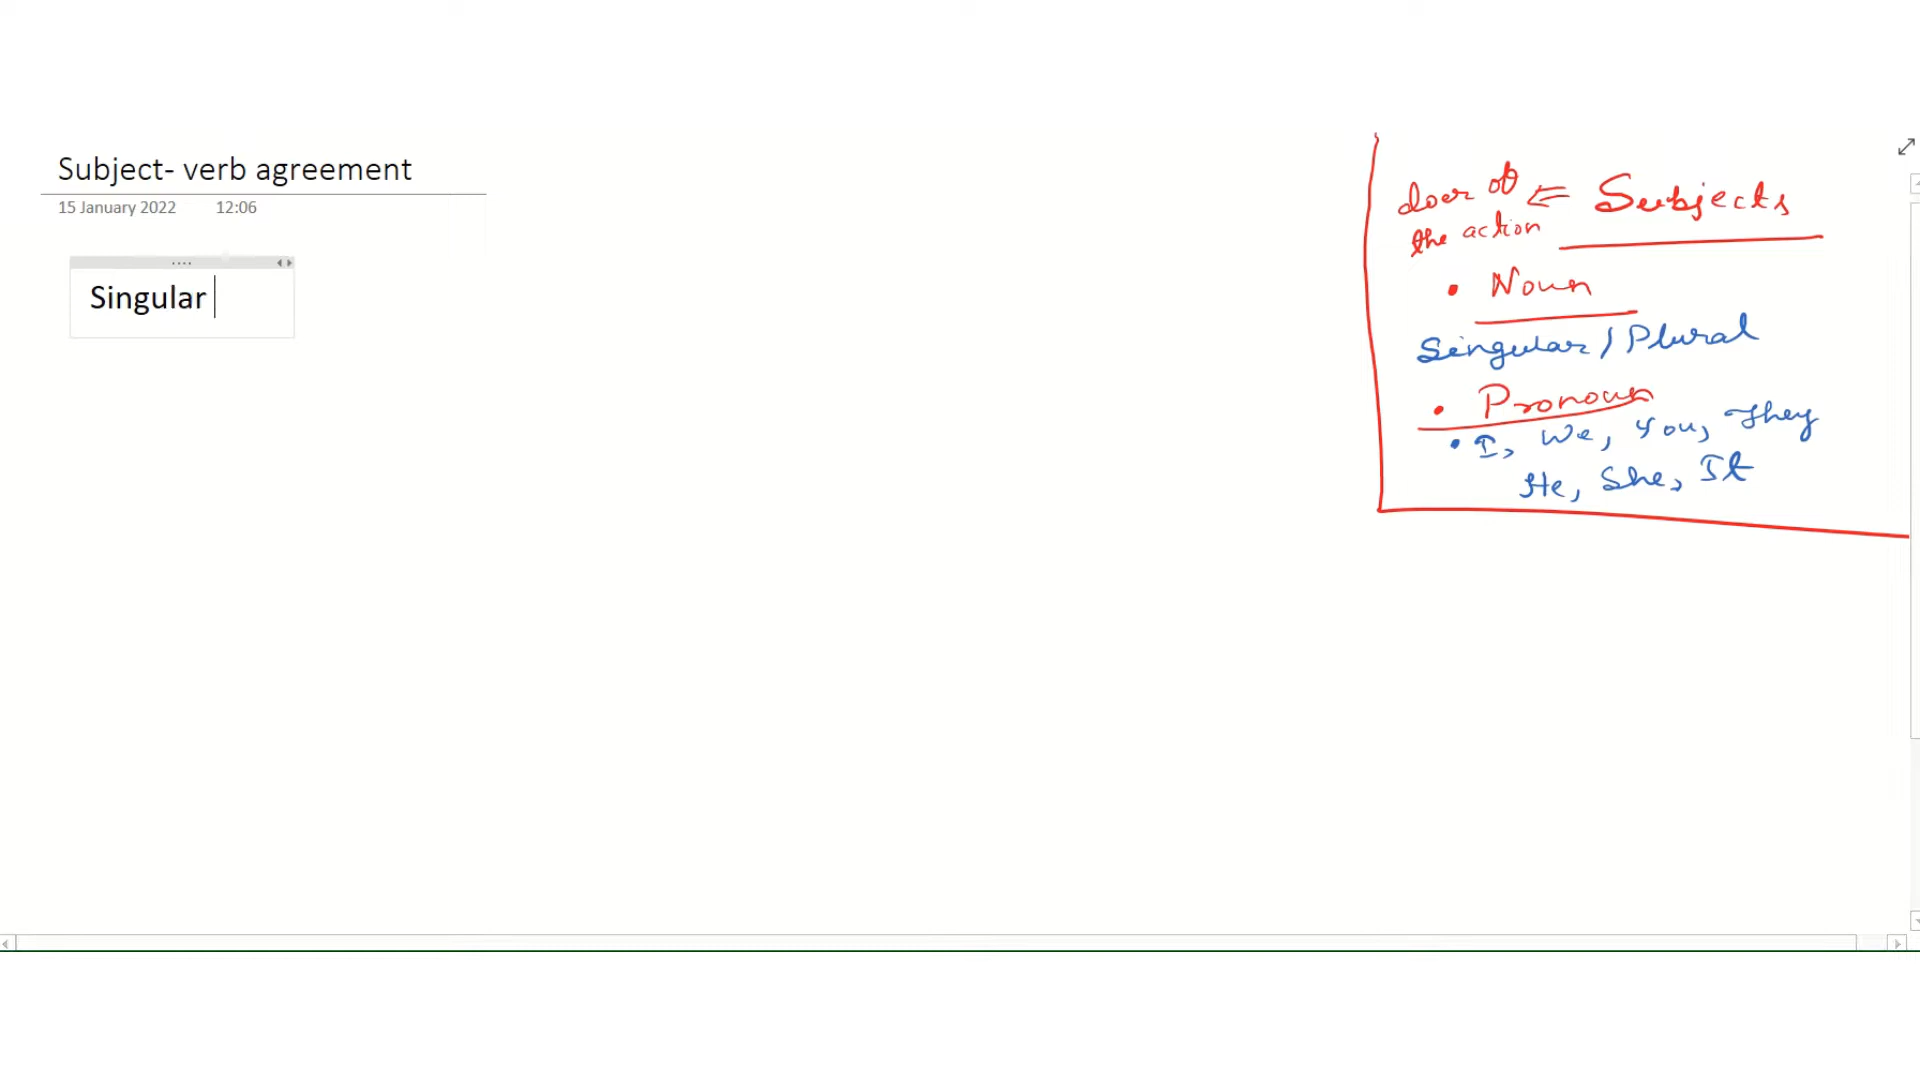 Subject- verb agreement
15 January 2022 12:06
Singular
doer of ⇐ Subjects
the action
• Noun
Singular / Plural
• Pronoun
• I, We, You, They
He, She, It